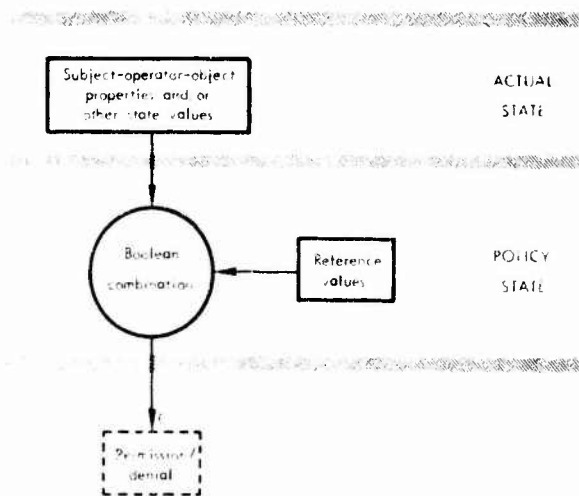 Subject-operator-object
properties and/or
other state values
ACTUAL
STATE
Boolean
combination
Reference
values
POLICY
STATE
Permission/
denial